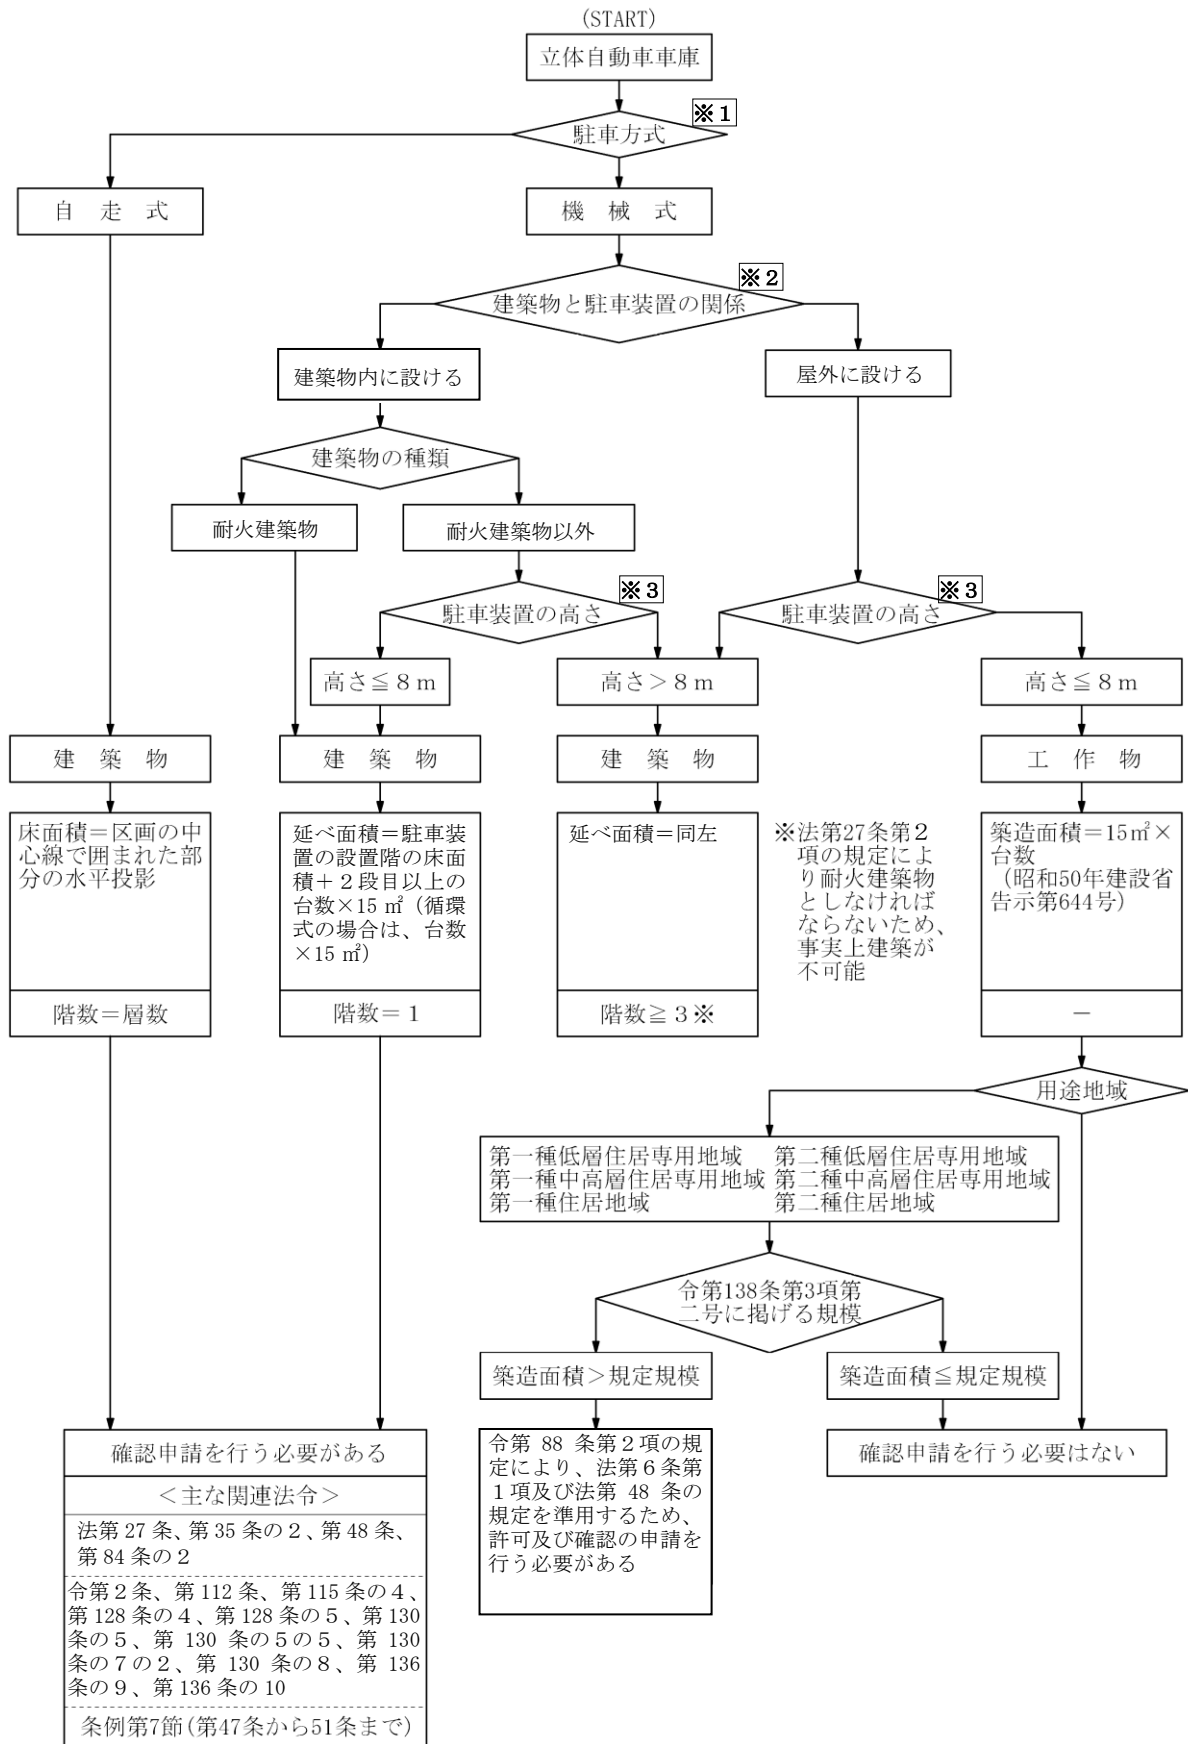 (START)
立体自動車車庫
※1
駐車方式
自 走 式
機 械 式
※2
建築物と駐車装置の関係
建築物内に設ける
屋外に設ける
建築物の種類
耐火建築物
耐火建築物以外
※3
駐車装置の高さ
※3
駐車装置の高さ
高さ≦8m
高さ>8m
高さ≦8m
建 築 物
建 築 物
建 築 物
工 作 物
床面積=区画の中
心線で囲まれた部
分の水平投影
階数=層数
延べ面積=駐車装
置の設置階の床面
積+2段目以上の
台数×15 ㎡(循環
式の場合は、台数
×15 ㎡)
階数=1
延べ面積=同左
階数≧3※
※法第27条第2
項の規定によ
り耐火建築物
としなければ
ならないため、
事実上建築が
不可能
築造面積=15㎡×
台数
(昭和50年建設省
告示第644号)
−
用途地域
第一種低層住居専用地域 第二種低層住居専用地域
第一種中高層住居専用地域 第二種中高層住居専用地域
第一種住居地域 第二種住居地域
令第138条第3項第
二号に掲げる規模
築造面積>規定規模
築造面積≦規定規模
確認申請を行う必要がある
<主な関連法令>
法第 27 条、第 35 条の2、第 48 条、
第 84 条の2
令第2条、第 112 条、第 115 条の4、
第 128 条の4、第 128 条の5、第 130
条の5、第 130 条の5の5、第 130
条の7の2、第 130 条の8、第 136
条の9、第 136 条の 10
条例第7節(第47条から51条まで)
令第 88 条第2項の規
定により、法第6条第
1項及び法第 48 条の
規定を準用するため、
許可及び確認の申請を
行う必要がある
確認申請を行う必要はない